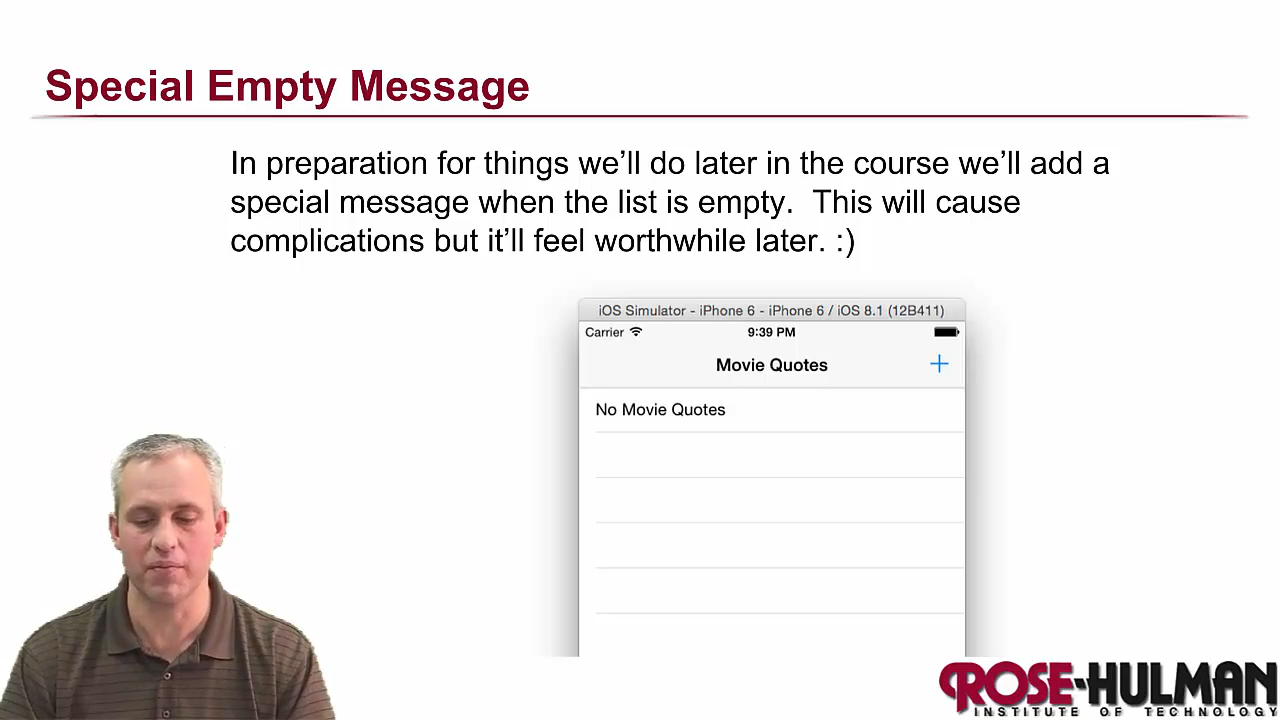 Special Empty Message
In preparation for things we’ll do later in the course we’ll add a
special message when the list is empty.  This will cause
complications but it’ll feel worthwhile later. :)
iOS Simulator - iPhone 6 - iPhone 6 / iOS 8.1 (12B411)
Carrier 9:39 PM
Movie Quotes +
No Movie Quotes
ROSE-HULMAN
INSTITUTE OF TECHNOLOGY